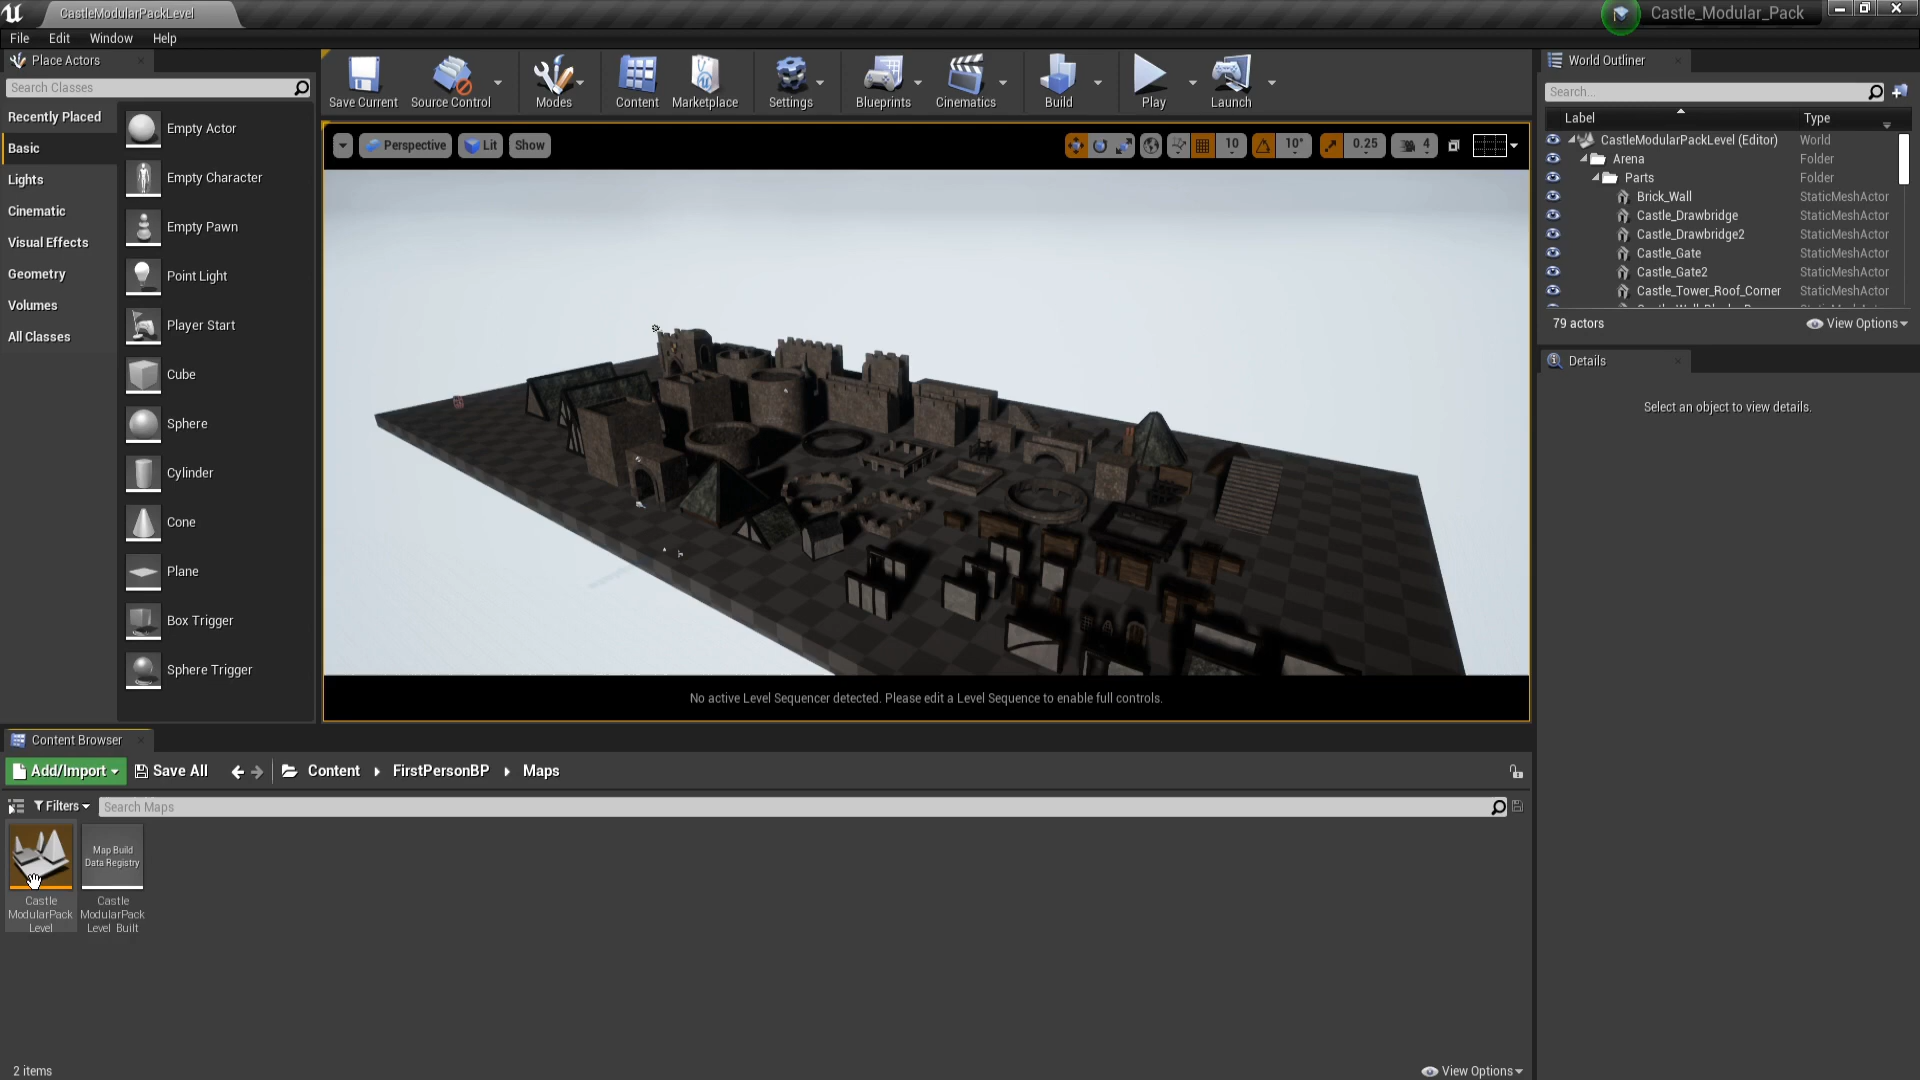 CastleModularPackLevel
Castle_Modular_Pack
File Edit Window Help
Place Actors
Search Classes
Recently Placed
Basic
Lights
Cinematic
Visual Effects
Geometry
Volumes
All Classes
Empty Actor
Empty Character
Empty Pawn
Point Light
Player Start
Cube
Sphere
Cylinder
Cone
Plane
Box Trigger
Sphere Trigger
Save Current Source Control Modes Content Marketplace Settings Blueprints Cinematics Build Play Launch
Perspective Lit Show 10 10° 0.25 4
No active Level Sequencer detected. Please edit a Level Sequence to enable full controls.
World Outliner
Search...
Label Type
CastleModularPackLevel (Editor) World
Arena Folder
Parts Folder
Brick_Wall StaticMeshActor
Castle_Drawbridge StaticMeshActor
Castle_Drawbridge2 StaticMeshActor
Castle_Gate StaticMeshActor
Castle_Gate2 StaticMeshActor
Castle_Tower_Roof_Corner StaticMeshActor
79 actors View Options
Details
Select an object to view details.
Content Browser
Add/Import Save All Content FirstPersonBP Maps
Filters Search Maps
Map Build
Data Registry
Castle
ModularPack
Level
Castle
ModularPack
Level_Built
2 items View Options